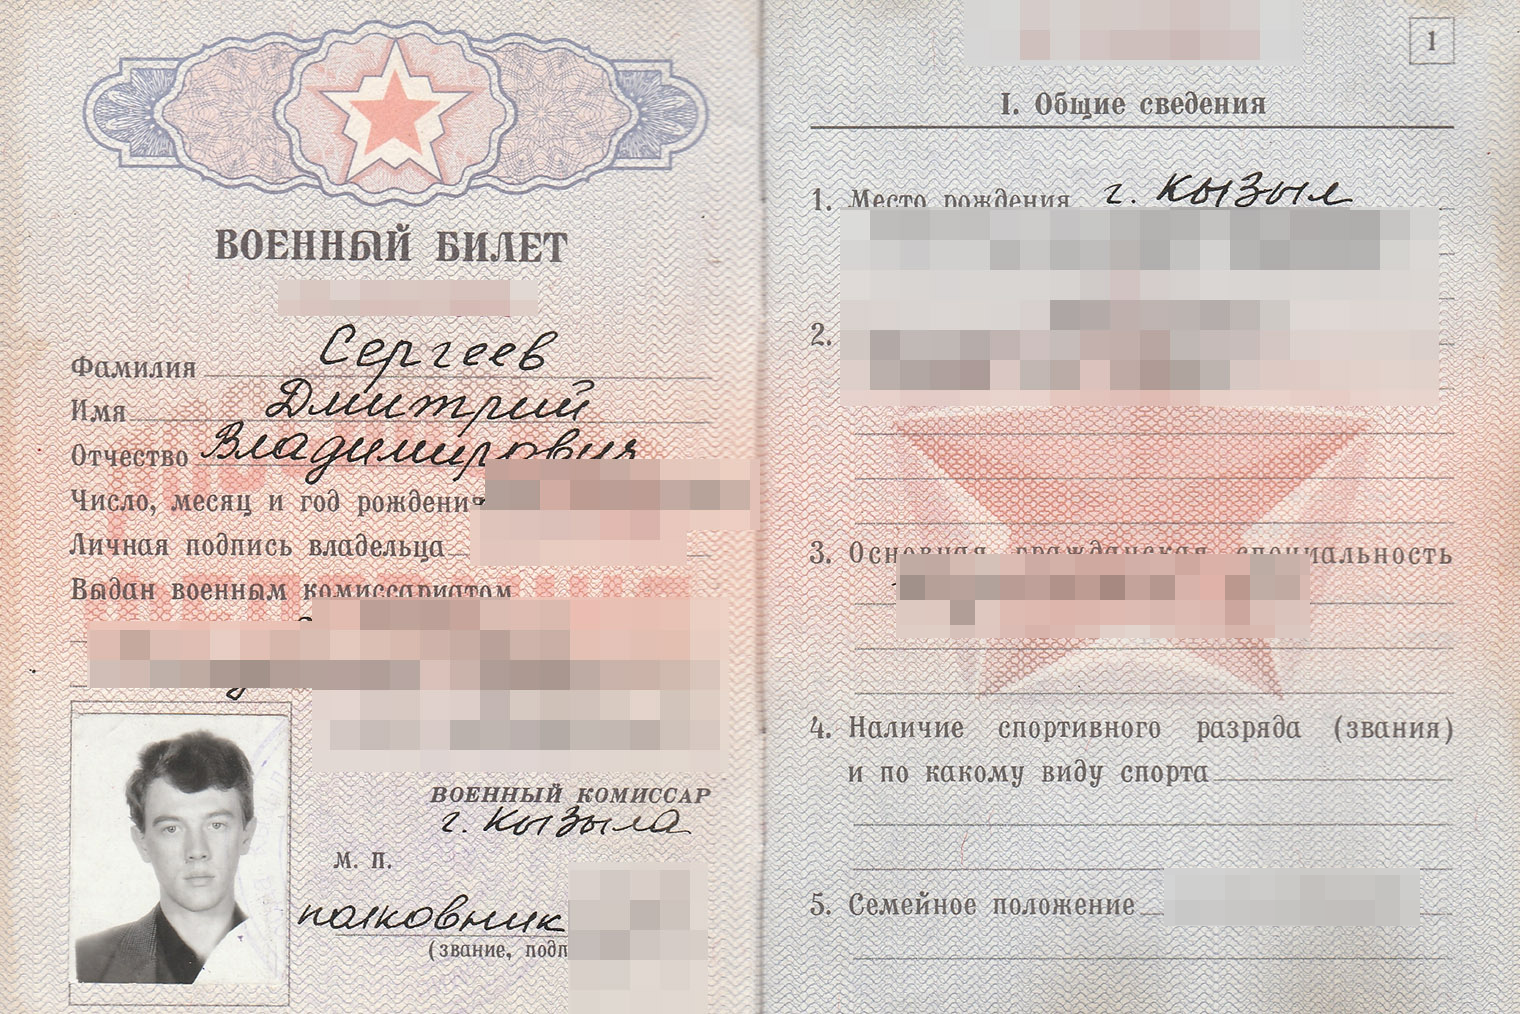 ВОЕННЫЙ БИЛЕТ
Фамилия Сергеев
Имя Дмитрий
Отчество Владимирович
Число, месяц и год рождения
Личная подпись владельца
Выдан военным комиссариатом
ВОЕННЫЙ КОМИССАР
г. Кызыла
М. П.
полковник
(звание,
1
I. Общие сведения
1. Место рождения г. Кызыл
2.
3. Основная гражданская специальность
4. Наличие спортивного разряда (звания)
и по какому виду спорта
5. Семейное положение